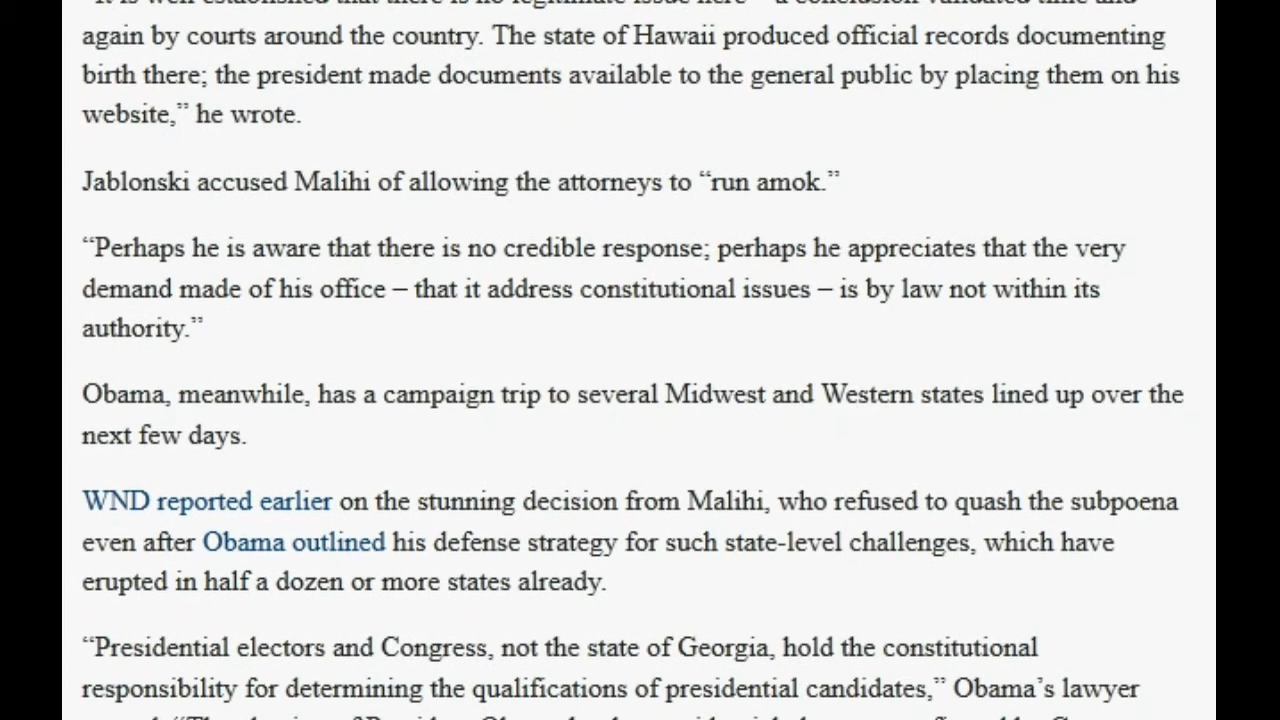 again by courts around the country. The state of Hawaii produced official records documenting
birth there; the president made documents available to the general public by placing them on his
website,” he wrote.
Jablonski accused Malihi of allowing the attorneys to “run amok.”
“Perhaps he is aware that there is no credible response; perhaps he appreciates that the very
demand made of his office – that it address constitutional issues – is by law not within its
authority.”
Obama, meanwhile, has a campaign trip to several Midwest and Western states lined up over the
next few days.
WND reported earlier on the stunning decision from Malihi, who refused to quash the subpoena
even after Obama outlined his defense strategy for such state-level challenges, which have
erupted in half a dozen or more states already.
“Presidential electors and Congress, not the state of Georgia, hold the constitutional
responsibility for determining the qualifications of presidential candidates,” Obama’s lawyer